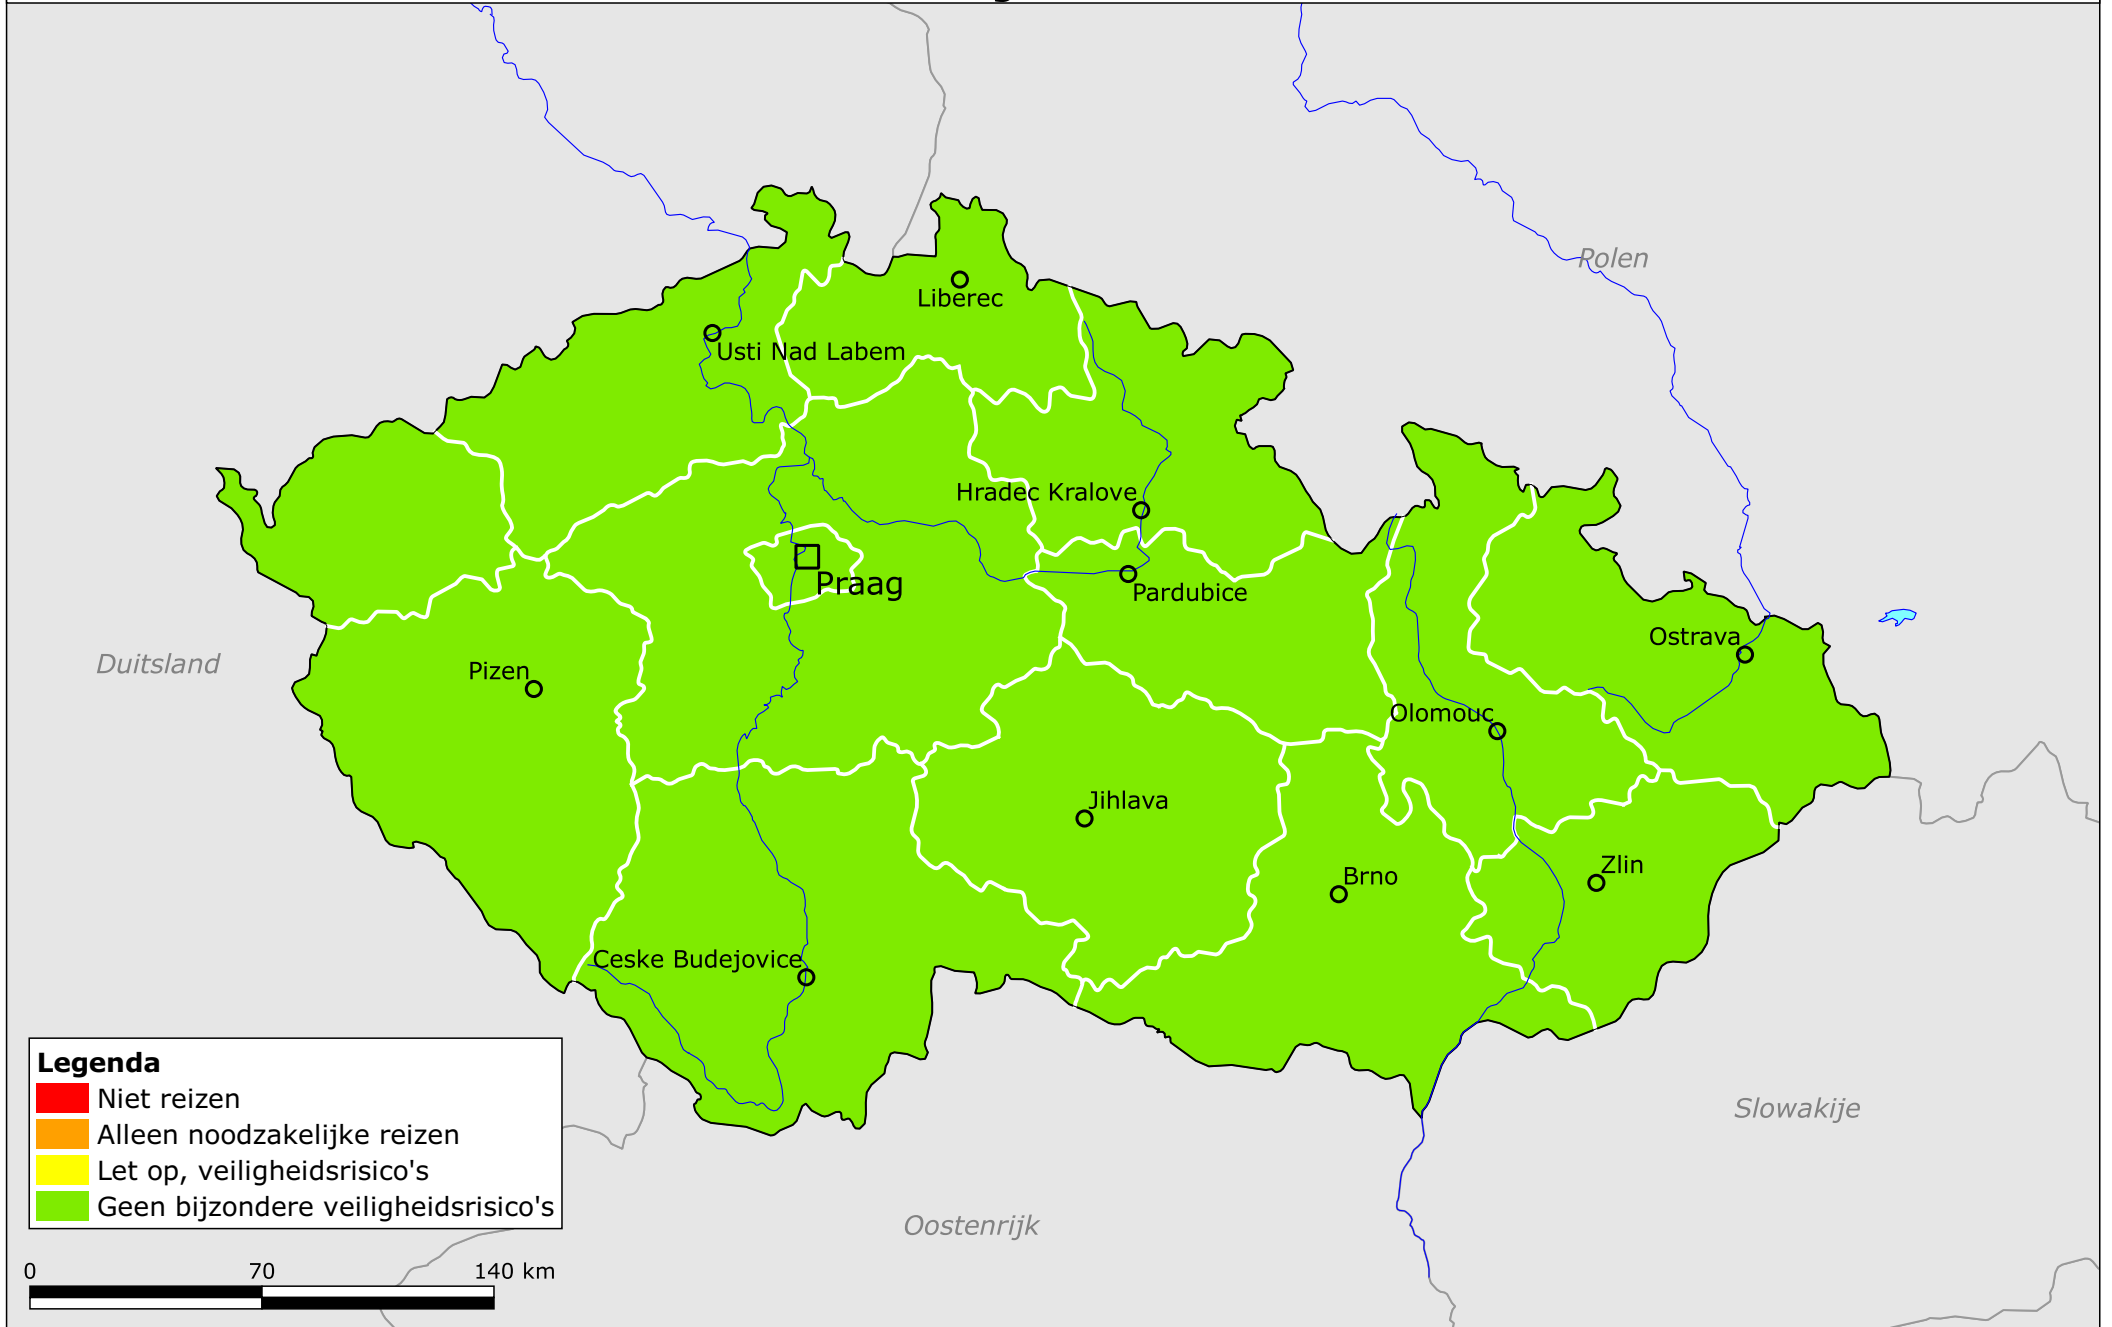 Polen
Liberec
Usti Nad Labem
Hradec Kralove
Praag
Pardubice
Ostrava
Duitsland
Pizen
Olomouc
Jihlava
Zlin
Brno
Ceske Budejovice
Legenda
Niet reizen
Alleen noodzakelijke reizen
Let op, veiligheidsrisico's
Geen bijzondere veiligheidsrisico's
Slowakije
Oostenrijk
0 70 140 km